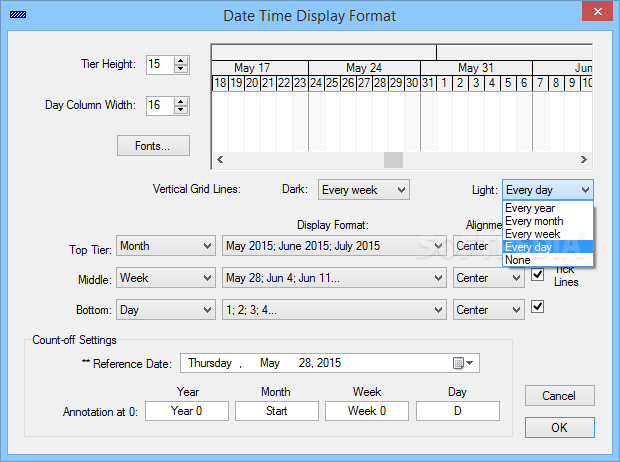 Date Time Display Format
Tier Height: 15
May 17 May 24 May 31 Jun
18 19 20 21 22 23 24 25 26 27 28 29 30 31 1 2 3 4 5 6 7 8 9 10
Day Column Width: 16
Fonts...
Vertical Grid Lines: Dark: Every week Light: Every day
Every year
Every month
Every week
Every day
None
Display Format: Alignme
Top Tier: Month May 2015; June 2015; July 2015 Center
Middle: Week May 28; Jun 4; Jun 11... Center Tick
Lines
Bottom: Day 1; 2; 3; 4... Center
Count-off Settings
** Reference Date: Thursday , May 28, 2015
Year Month Week Day
Annotation at 0: Year 0 Start Week 0 D
Cancel
OK